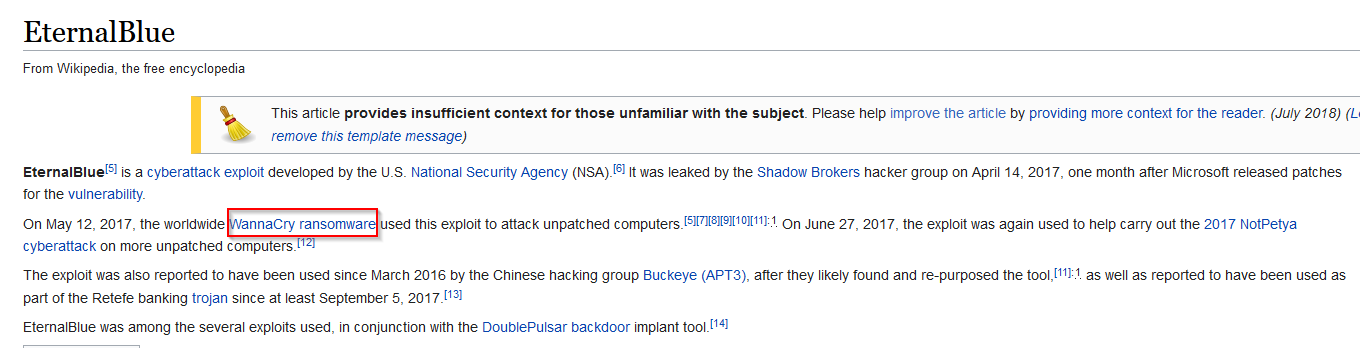 EternalBlue
From Wikipedia, the free encyclopedia
This article provides insufficient context for those unfamiliar with the subject. Please help improve the article by providing more context for the reader. (July 2018) (L
remove this template message)
EternalBlue[5] is a cyberattack exploit developed by the U.S. National Security Agency (NSA).[6] It was leaked by the Shadow Brokers hacker group on April 14, 2017, one month after Microsoft released patches
for the vulnerability.
On May 12, 2017, the worldwide WannaCry ransomware used this exploit to attack unpatched computers.[5][7][8][9][10][11]:1 On June 27, 2017, the exploit was again used to help carry out the 2017 NotPetya
cyberattack on more unpatched computers.[12]
The exploit was also reported to have been used since March 2016 by the Chinese hacking group Buckeye (APT3), after they likely found and re-purposed the tool,[11]:1 as well as reported to have been used as
part of the Retefe banking trojan since at least September 5, 2017.[13]
EternalBlue was among the several exploits used, in conjunction with the DoublePulsar backdoor implant tool.[14]